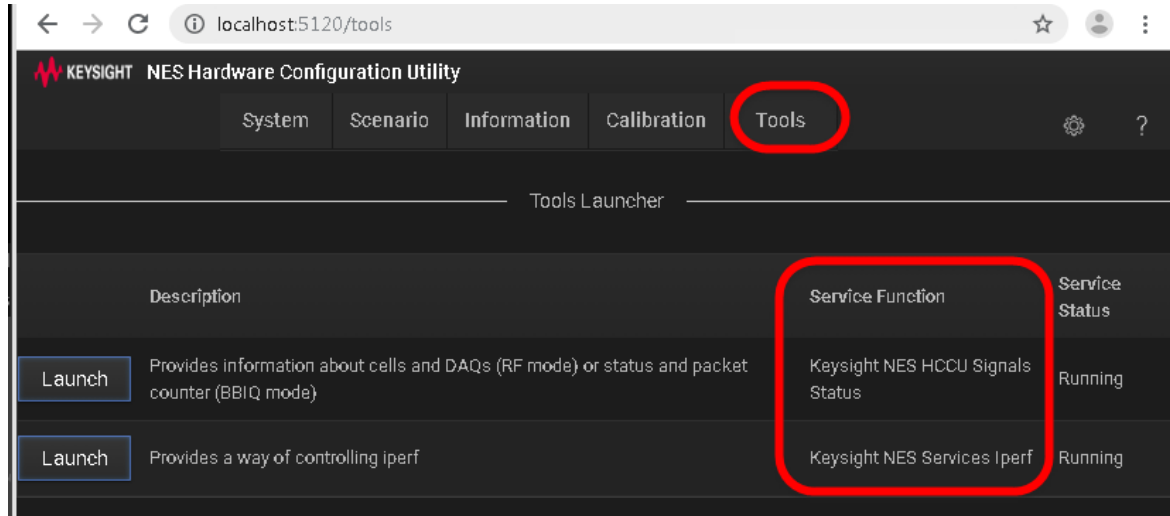 localhost:5120/tools
KEYSIGHT NES Hardware Configuration Utility
System Scenario Information Calibration Tools ?
Tools Launcher
Description Service Function Service
Status
Launch Provides information about cells and DAQs (RF mode) or status and packet
counter (BBIQ mode) Keysight NES HCCU Signals
Status Running
Launch Provides a way of controlling iperf Keysight NES Services Iperf Running